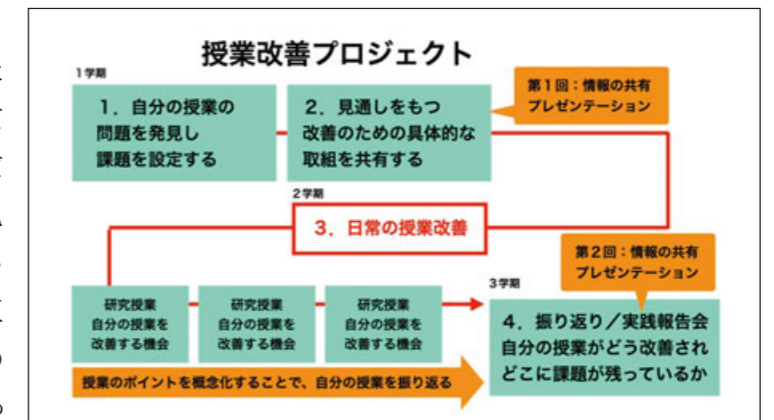 授業改善プロジェクト
1学期
1．自分の授業の
問題を発見し
課題を設定する
2．見通しをもつ
改善のための具体的な
取組を共有する
第1回：情報の共有
プレゼンテーション
2学期
3．日常の授業改善
研究授業
自分の授業を
改善する機会
研究授業
自分の授業を
改善する機会
研究授業
自分の授業を
改善する機会
授業のポイントを概念化することで、自分の授業を振り返る
3学期
第2回：情報の共有
プレゼンテーション
4．振り返り／実践報告会
自分の授業がどう改善され
どこに課題が残っているか